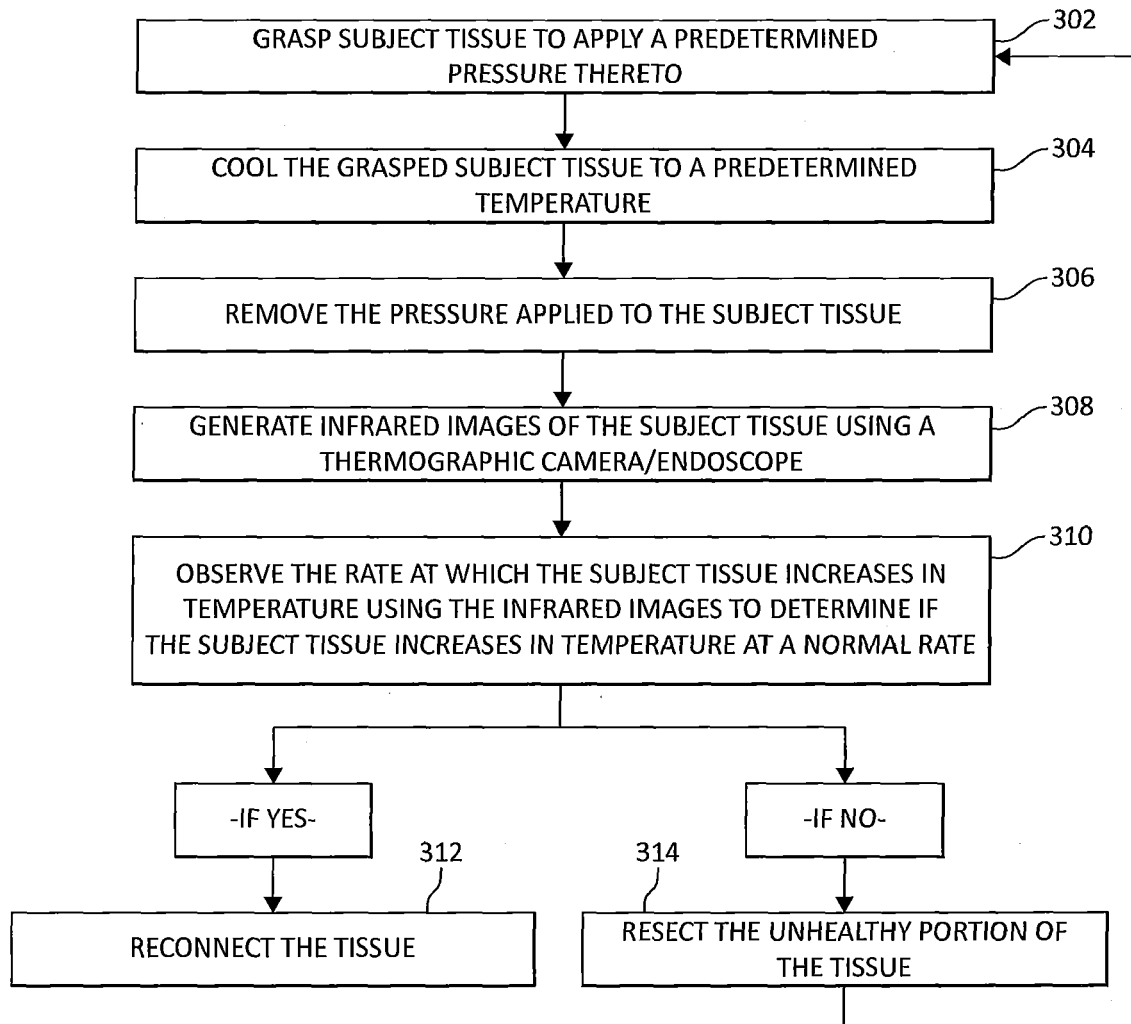 302
GRASP SUBJECT TISSUE TO APPLY A PREDETERMINED
PRESSURE THERETO
304
COOL THE GRASPED SUBJECT TISSUE TO A PREDETERMINED
TEMPERATURE
306
REMOVE THE PRESSURE APPLIED TO THE SUBJECT TISSUE
308
GENERATE INFRARED IMAGES OF THE SUBJECT TISSUE USING A
THERMOGRAPHIC CAMERA/ENDOSCOPE
310
OBSERVE THE RATE AT WHICH THE SUBJECT TISSUE INCREASES IN
TEMPERATURE USING THE INFRARED IMAGES TO DETERMINE IF
THE SUBJECT TISSUE INCREASES IN TEMPERATURE AT A NORMAL RATE
-IF YES-
-IF NO-
312
314
RECONNECT THE TISSUE
RESECT THE UNHEALTHY PORTION OF
THE TISSUE